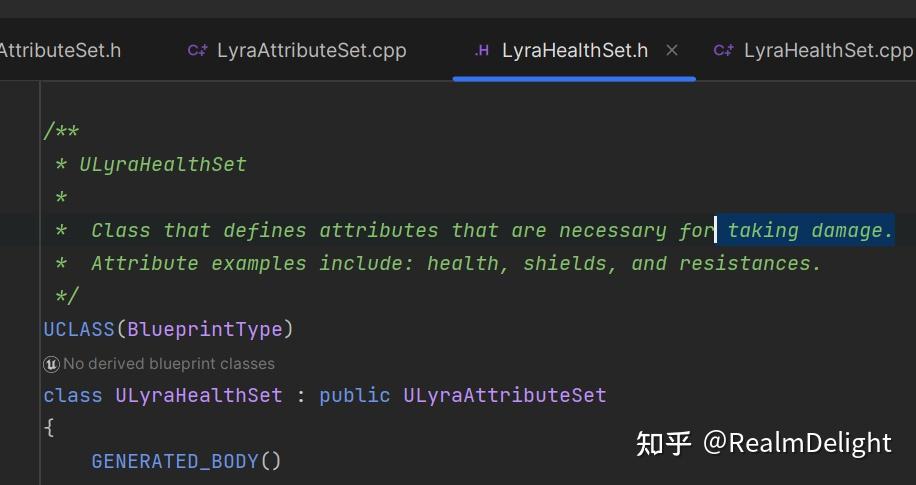 AttributeSet.h C++ LyraAttributeSet.cpp .H LyraHealthSet.h × C++ LyraHealthSet.cpp
/**
 * ULyraHealthSet
 *
 *  Class that defines attributes that are necessary for taking damage.
 *  Attribute examples include: health, shields, and resistances.
 */
UCLASS(BlueprintType)
No derived blueprint classes
class ULyraHealthSet : public ULyraAttributeSet
{
    GENERATED_BODY()
知乎 @RealmDelight